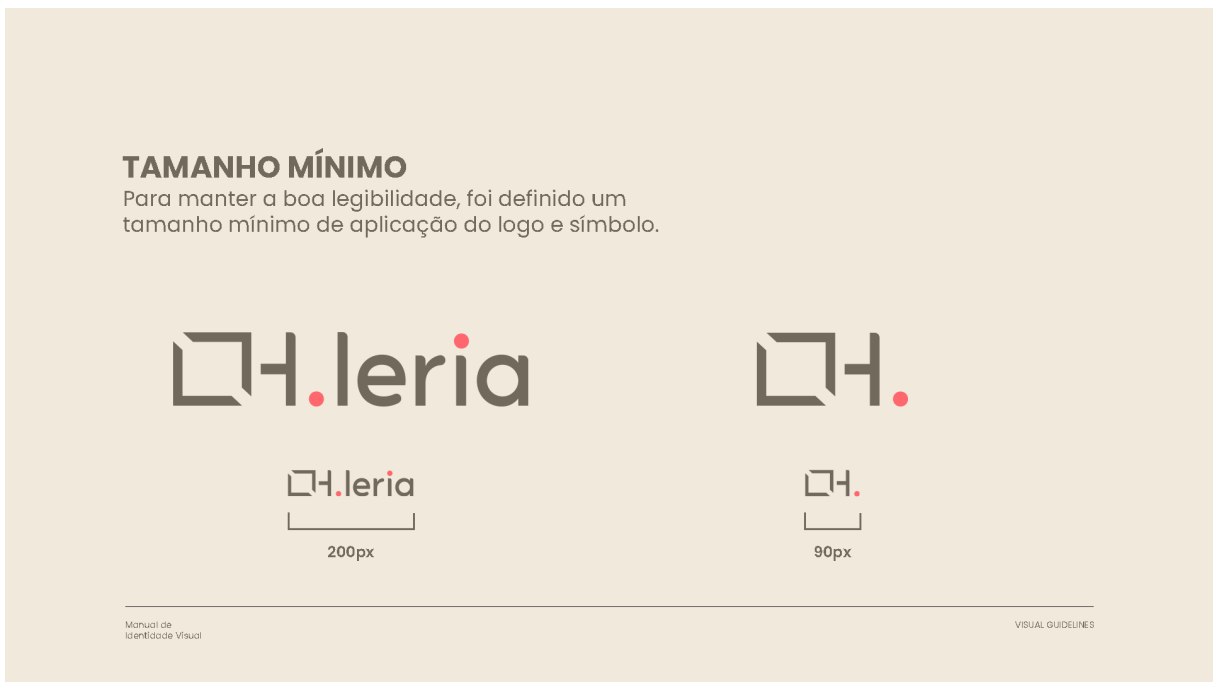 TAMANHO MÍNIMO
Para manter a boa legibilidade, foi definido um
tamanho mínimo de aplicação do logo e símbolo.
H.leria
H.
H.leria
H.
200px
90px
Manual de
Identidade Visual
VISUAL GUIDELINES